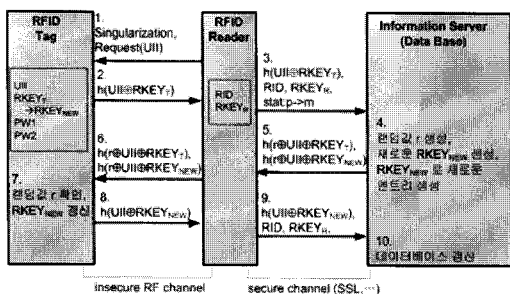 RFID
Tag
RFID
Reader
Information Server
(Data Base)
1.
Singularization,
Request(UII)
2.
h(UII⊕RKEY_T)
UII
RKEY_T
→RKEY_NEW
PW1
PW2
RID
RKEY_R
3.
h(UII⊕RKEY_T),
RID, RKEY_R,
stat:p->m
4.
랜덤값 r 생성,
새로운 RKEY_NEW 생성,
RKEY_NEW 로 새로운
엔트리 생성
5.
h(r⊕UII⊕RKEY_T),
h(r⊕UII⊕RKEY_NEW)
6.
h(r⊕UII⊕RKEY_T),
h(r⊕UII⊕RKEY_NEW)
7.
랜덤값 r 확인,
RKEY_NEW 갱신
8.
h(UII⊕RKEY_NEW)
9.
h(UII⊕RKEY_NEW)
RID, RKEY_R,
10.
데이터베이스 갱신
insecure RF channel
secure channel (SSL,…)